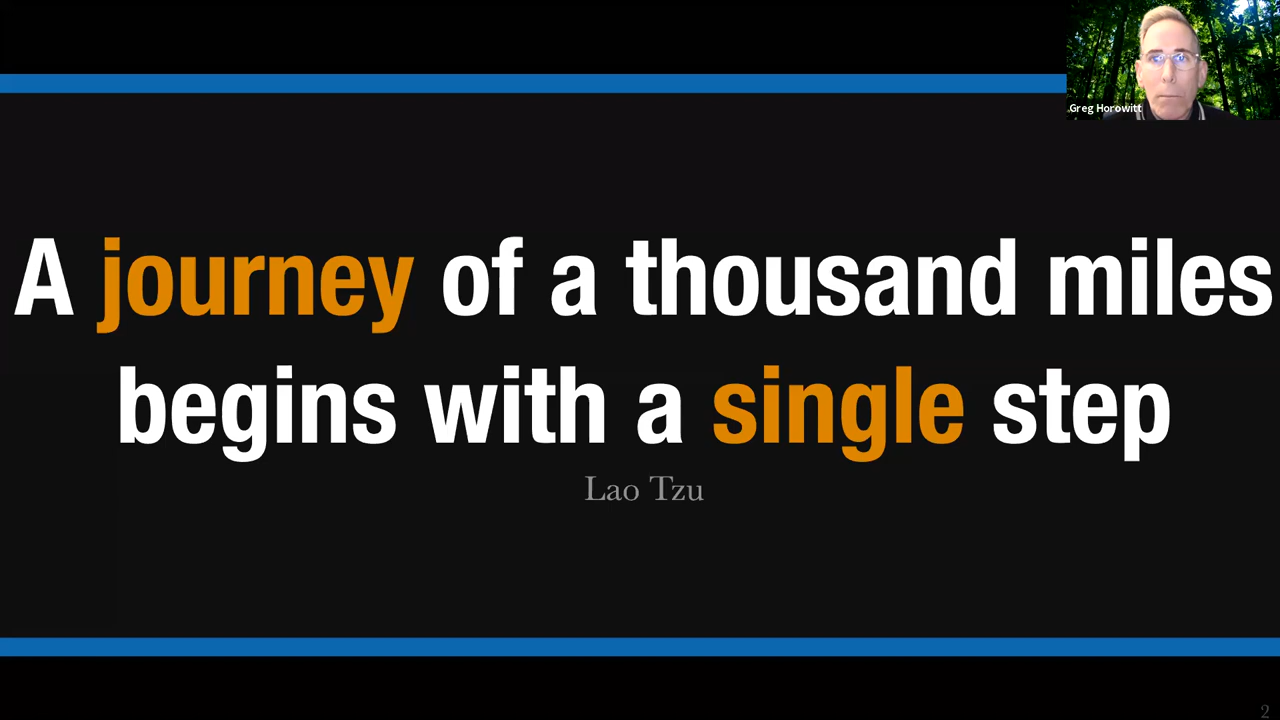 Greg Horowitt
A journey of a thousand miles
begins with a single step
Lao Tzu
2